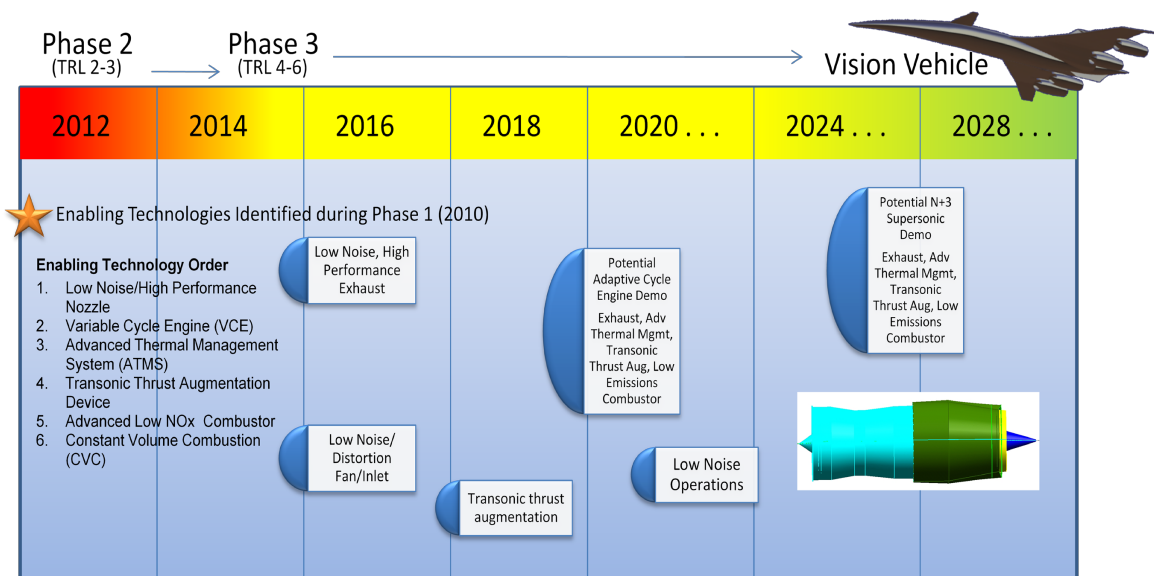 Phase 2
(TRL 2-3)
Phase 3
(TRL 4-6)
Vision Vehicle
2012
2014
2016
2018
2020 . . .
2024 . . .
2028 . . .
Enabling Technologies Identified during Phase 1 (2010)
Enabling Technology Order
1. Low Noise/High Performance
Nozzle
2. Variable Cycle Engine (VCE)
3. Advanced Thermal Management
System (ATMS)
4. Transonic Thrust Augmentation
Device
5. Advanced Low NOx Combustor
6. Constant Volume Combustion
(CVC)
Low Noise, High
Performance
Exhaust
Low Noise/
Distortion
Fan/Inlet
Transonic thrust
augmentation
Potential
Adaptive Cycle
Engine Demo
Exhaust, Adv
Thermal Mgmt,
Transonic
Thrust Aug, Low
Emissions
Combustor
Low Noise
Operations
Potential N+3
Supersonic
Demo
Exhaust, Adv
Thermal Mgmt,
Transonic
Thrust Aug, Low
Emissions
Combustor